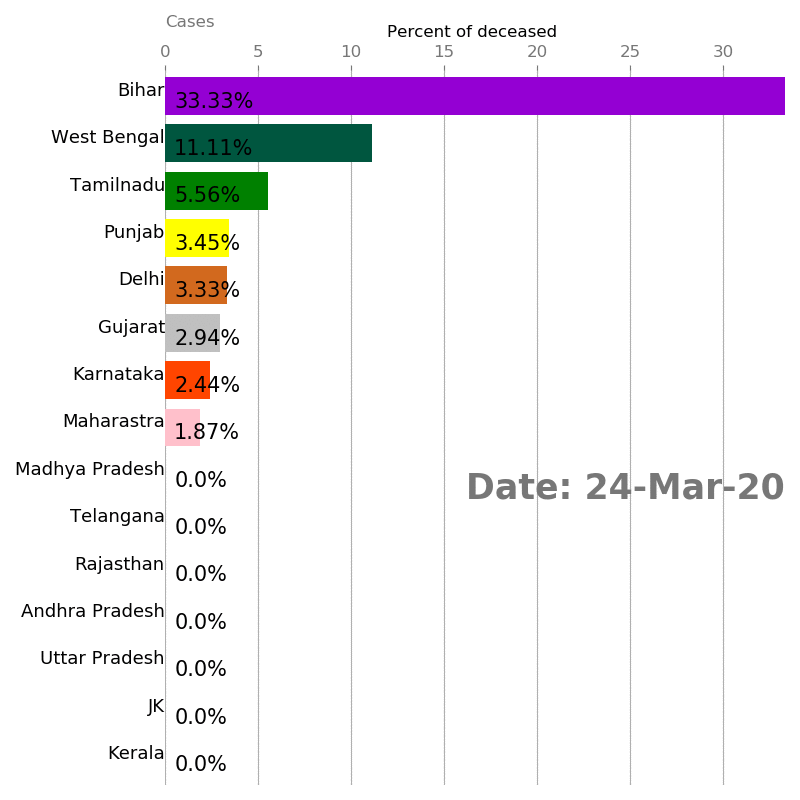 Cases
Percent of deceased
0 5 10 15 20 25 30
Bihar 33.33%
West Bengal 11.11%
Tamilnadu 5.56%
Punjab 3.45%
Delhi 3.33%
Gujarat 2.94%
Karnataka 2.44%
Maharastra 1.87%
Madhya Pradesh 0.0%
Date: 24-Mar-20
Telangana 0.0%
Rajasthan 0.0%
Andhra Pradesh 0.0%
Uttar Pradesh 0.0%
JK 0.0%
Kerala 0.0%